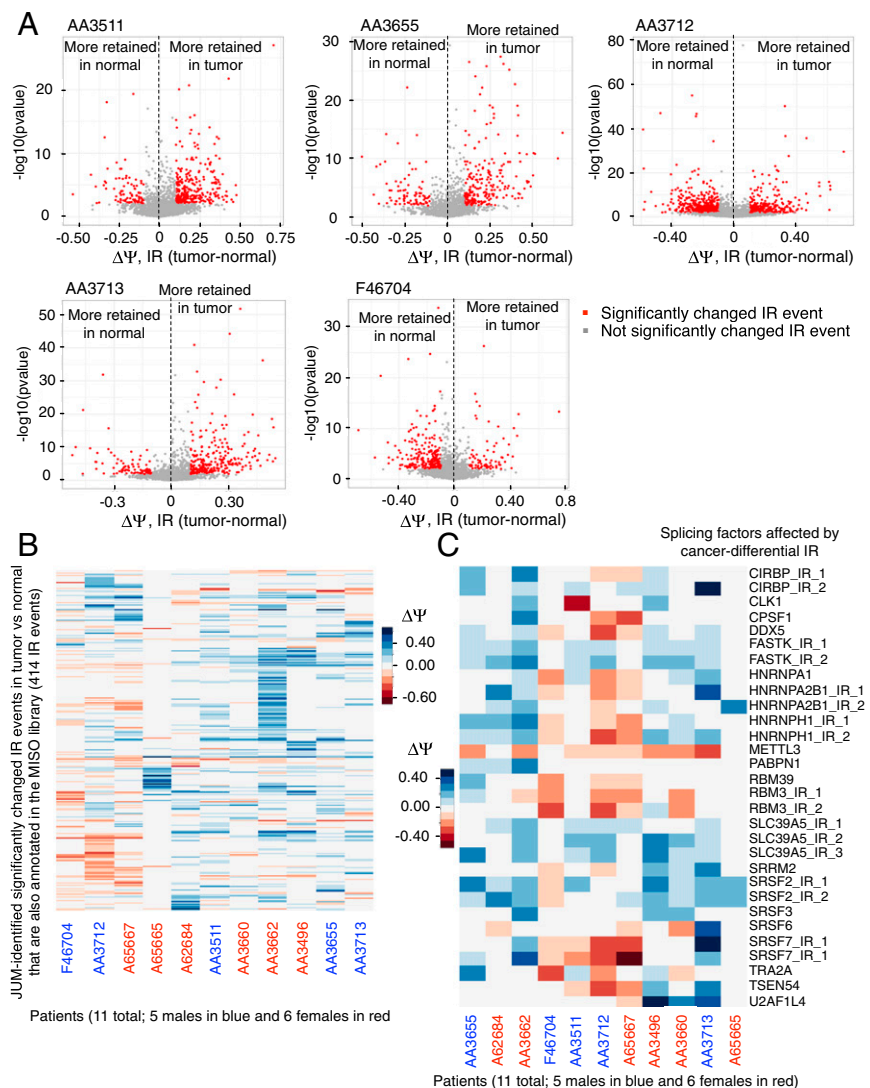 A
AA3511
More retained
in normal
More retained
in tumor
-log10(pvalue)
20
10
0
-0.50
-0.25
0
0.25
0.50
0.75
ΔΨ, IR (tumor-normal)
AA3655
More retained
in normal
More retained
in tumor
-log10(pvalue)
30
20
10
0
-0.50
-0.25
0
0.25
0.50
ΔΨ, IR (tumor-normal)
AA3712
More retained
in normal
More retained
in tumor
-log10(pvalue)
80
60
40
20
0
-0.40
0
0.40
ΔΨ, IR (tumor-normal)
AA3713
More retained
in normal
More retained
in tumor
-log10(pvalue)
50
40
30
20
10
0
-0.3
0
0.30
ΔΨ, IR (tumor-normal)
F46704
More retained
in normal
More retained
in tumor
-log10(pvalue)
30
20
10
0
-0.40
0
0.40
0.8
ΔΨ, IR (tumor-normal)
Significantly changed IR event
Not significantly changed IR event
B
JUM-identified significantly changed IR events in tumor vs normal
that are also annotated in the MISO library (414 IR events)
ΔΨ
0.40
0.00
-0.60
F46704
AA3712
A65667
A65665
A62684
AA3511
AA3660
AA3662
AA3496
AA3655
AA3713
Patients (11 total; 5 males in blue and 6 females in red
C
Splicing factors affected by
cancer-differential IR
ΔΨ
0.40
0.00
-0.40
CIRBP_IR_1
CIRBP_IR_2
CLK1
CPSF1
DDX5
FASTK_IR_1
FASTK_IR_2
HNRNPA1
HNRNPA2B1_IR_1
HNRNPA2B1_IR_2
HNRNPH1_IR_1
HNRNPH1_IR_2
METTL3
PABPN1
RBM39
RBM3_IR_1
RBM3_IR_2
SLC39A5_IR_1
SLC39A5_IR_2
SLC39A5_IR_3
SRRM2
SRSF2_IR_1
SRSF2_IR_2
SRSF3
SRSF6
SRSF7_IR_1
SRSF7_IR_1
TRA2A
TSEN54
U2AF1L4
AA3655
A62684
AA3662
F46704
AA3511
AA3712
A65667
AA3496
AA3660
AA3713
A65665
Patients (11 total; 5 males in blue and 6 females in red)